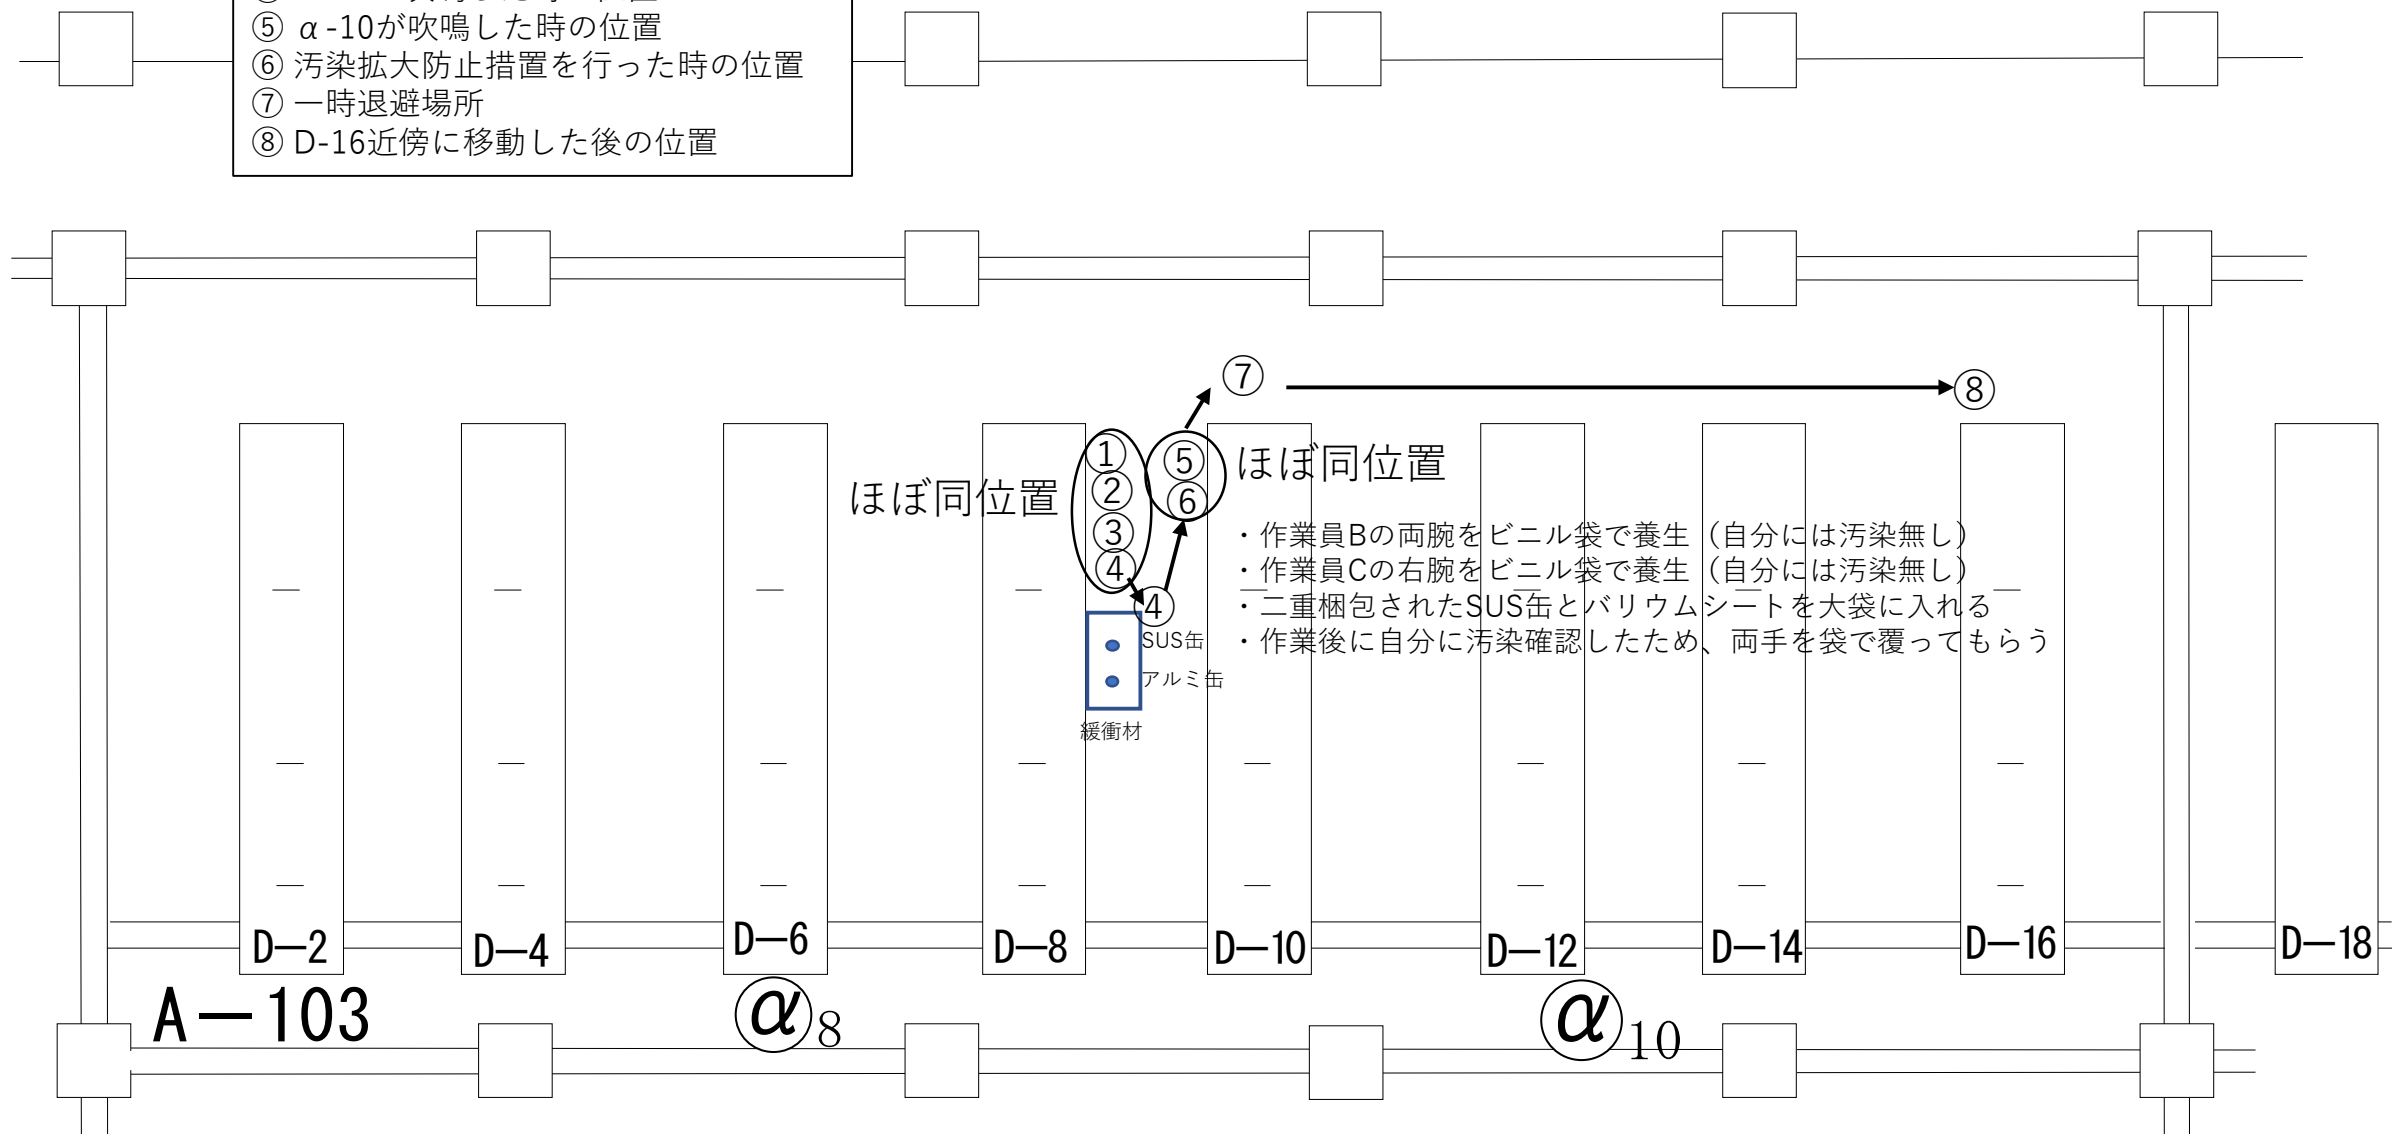 ⑤ α-10が吹鳴した時の位置
⑥ 汚染拡大防止措置を行った時の位置
⑦ 一時退避場所
⑧ D-16近傍に移動した後の位置
⑦
⑧
①
②
③
④
ほぼ同位置
⑤
⑥
ほぼ同位置
④
・作業員Bの両腕をビニル袋で養生（自分には汚染無し）
・作業員Cの右腕をビニル袋で養生（自分には汚染無し）
・二重梱包されたSUS缶とバリウムシートを大袋に入れる
・作業後に自分に汚染確認したため、両手を袋で覆ってもらう
SUS缶
アルミ缶
緩衝材
D―2
D―4
D―6
D―8
D―10
D―12
D―14
D―16
D―18
A―103
α8
α10